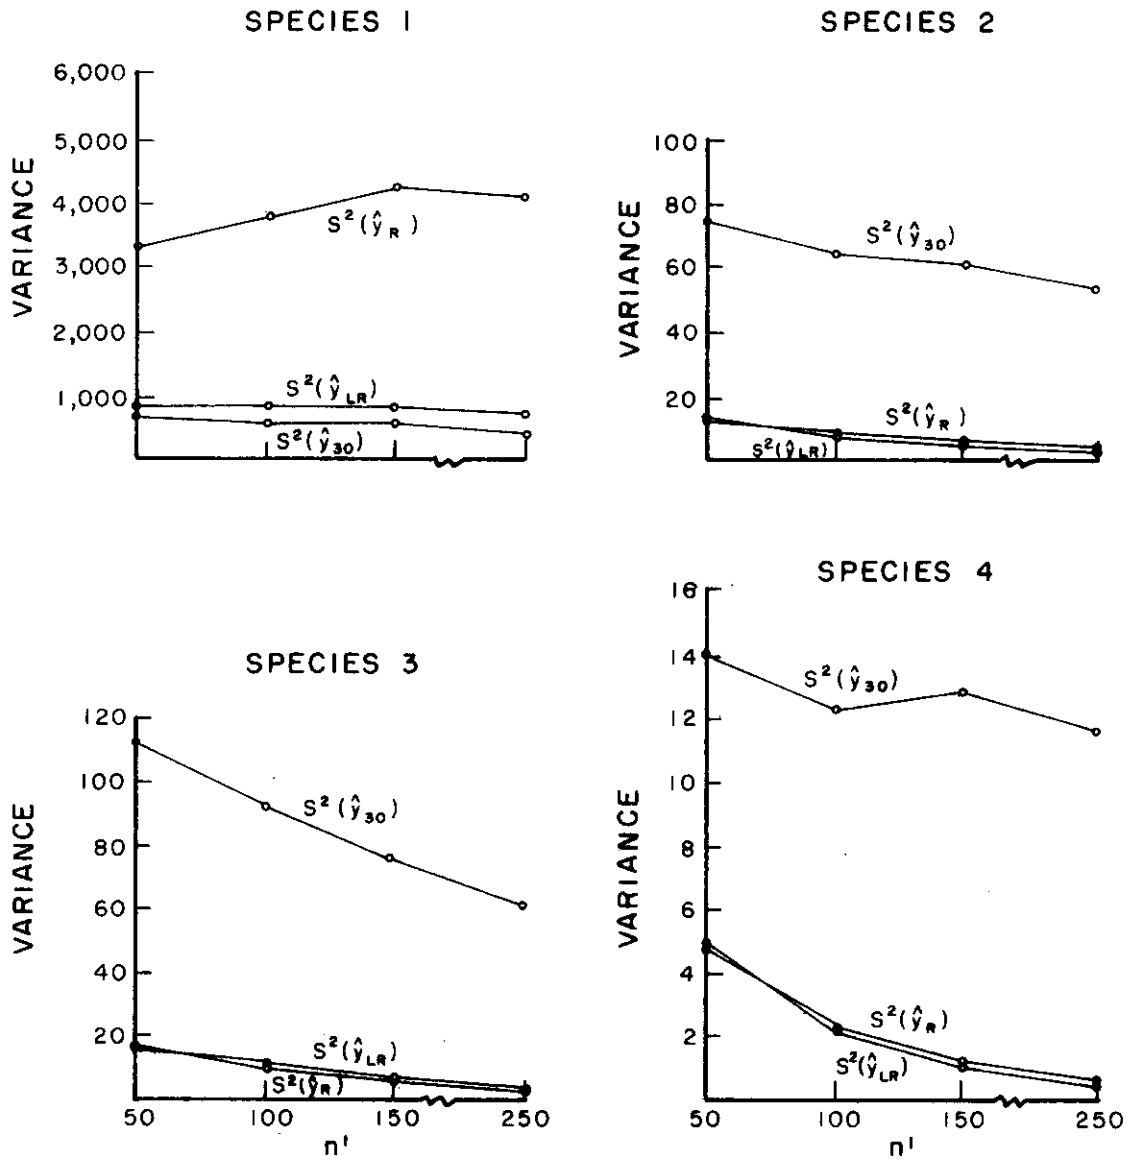 SPECIES 1
6,000
5,000
4,000
3,000
2,000
1,000
VARIANCE
S²(ŷR)
S²(ŷLR)
S²(ŷ30)
SPECIES 2
100
80
60
40
20
VARIANCE
S²(ŷ30)
S²(ŷR)
S²(ŷLR)
SPECIES 3
120
100
80
60
40
20
VARIANCE
S²(ŷ30)
S²(ŷLR)
S²(ŷR)
50 100 150 250
n'
SPECIES 4
16
14
12
10
8
6
4
2
VARIANCE
S²(ŷ30)
S²(ŷR)
S²(ŷLR)
50 100 150 250
n'